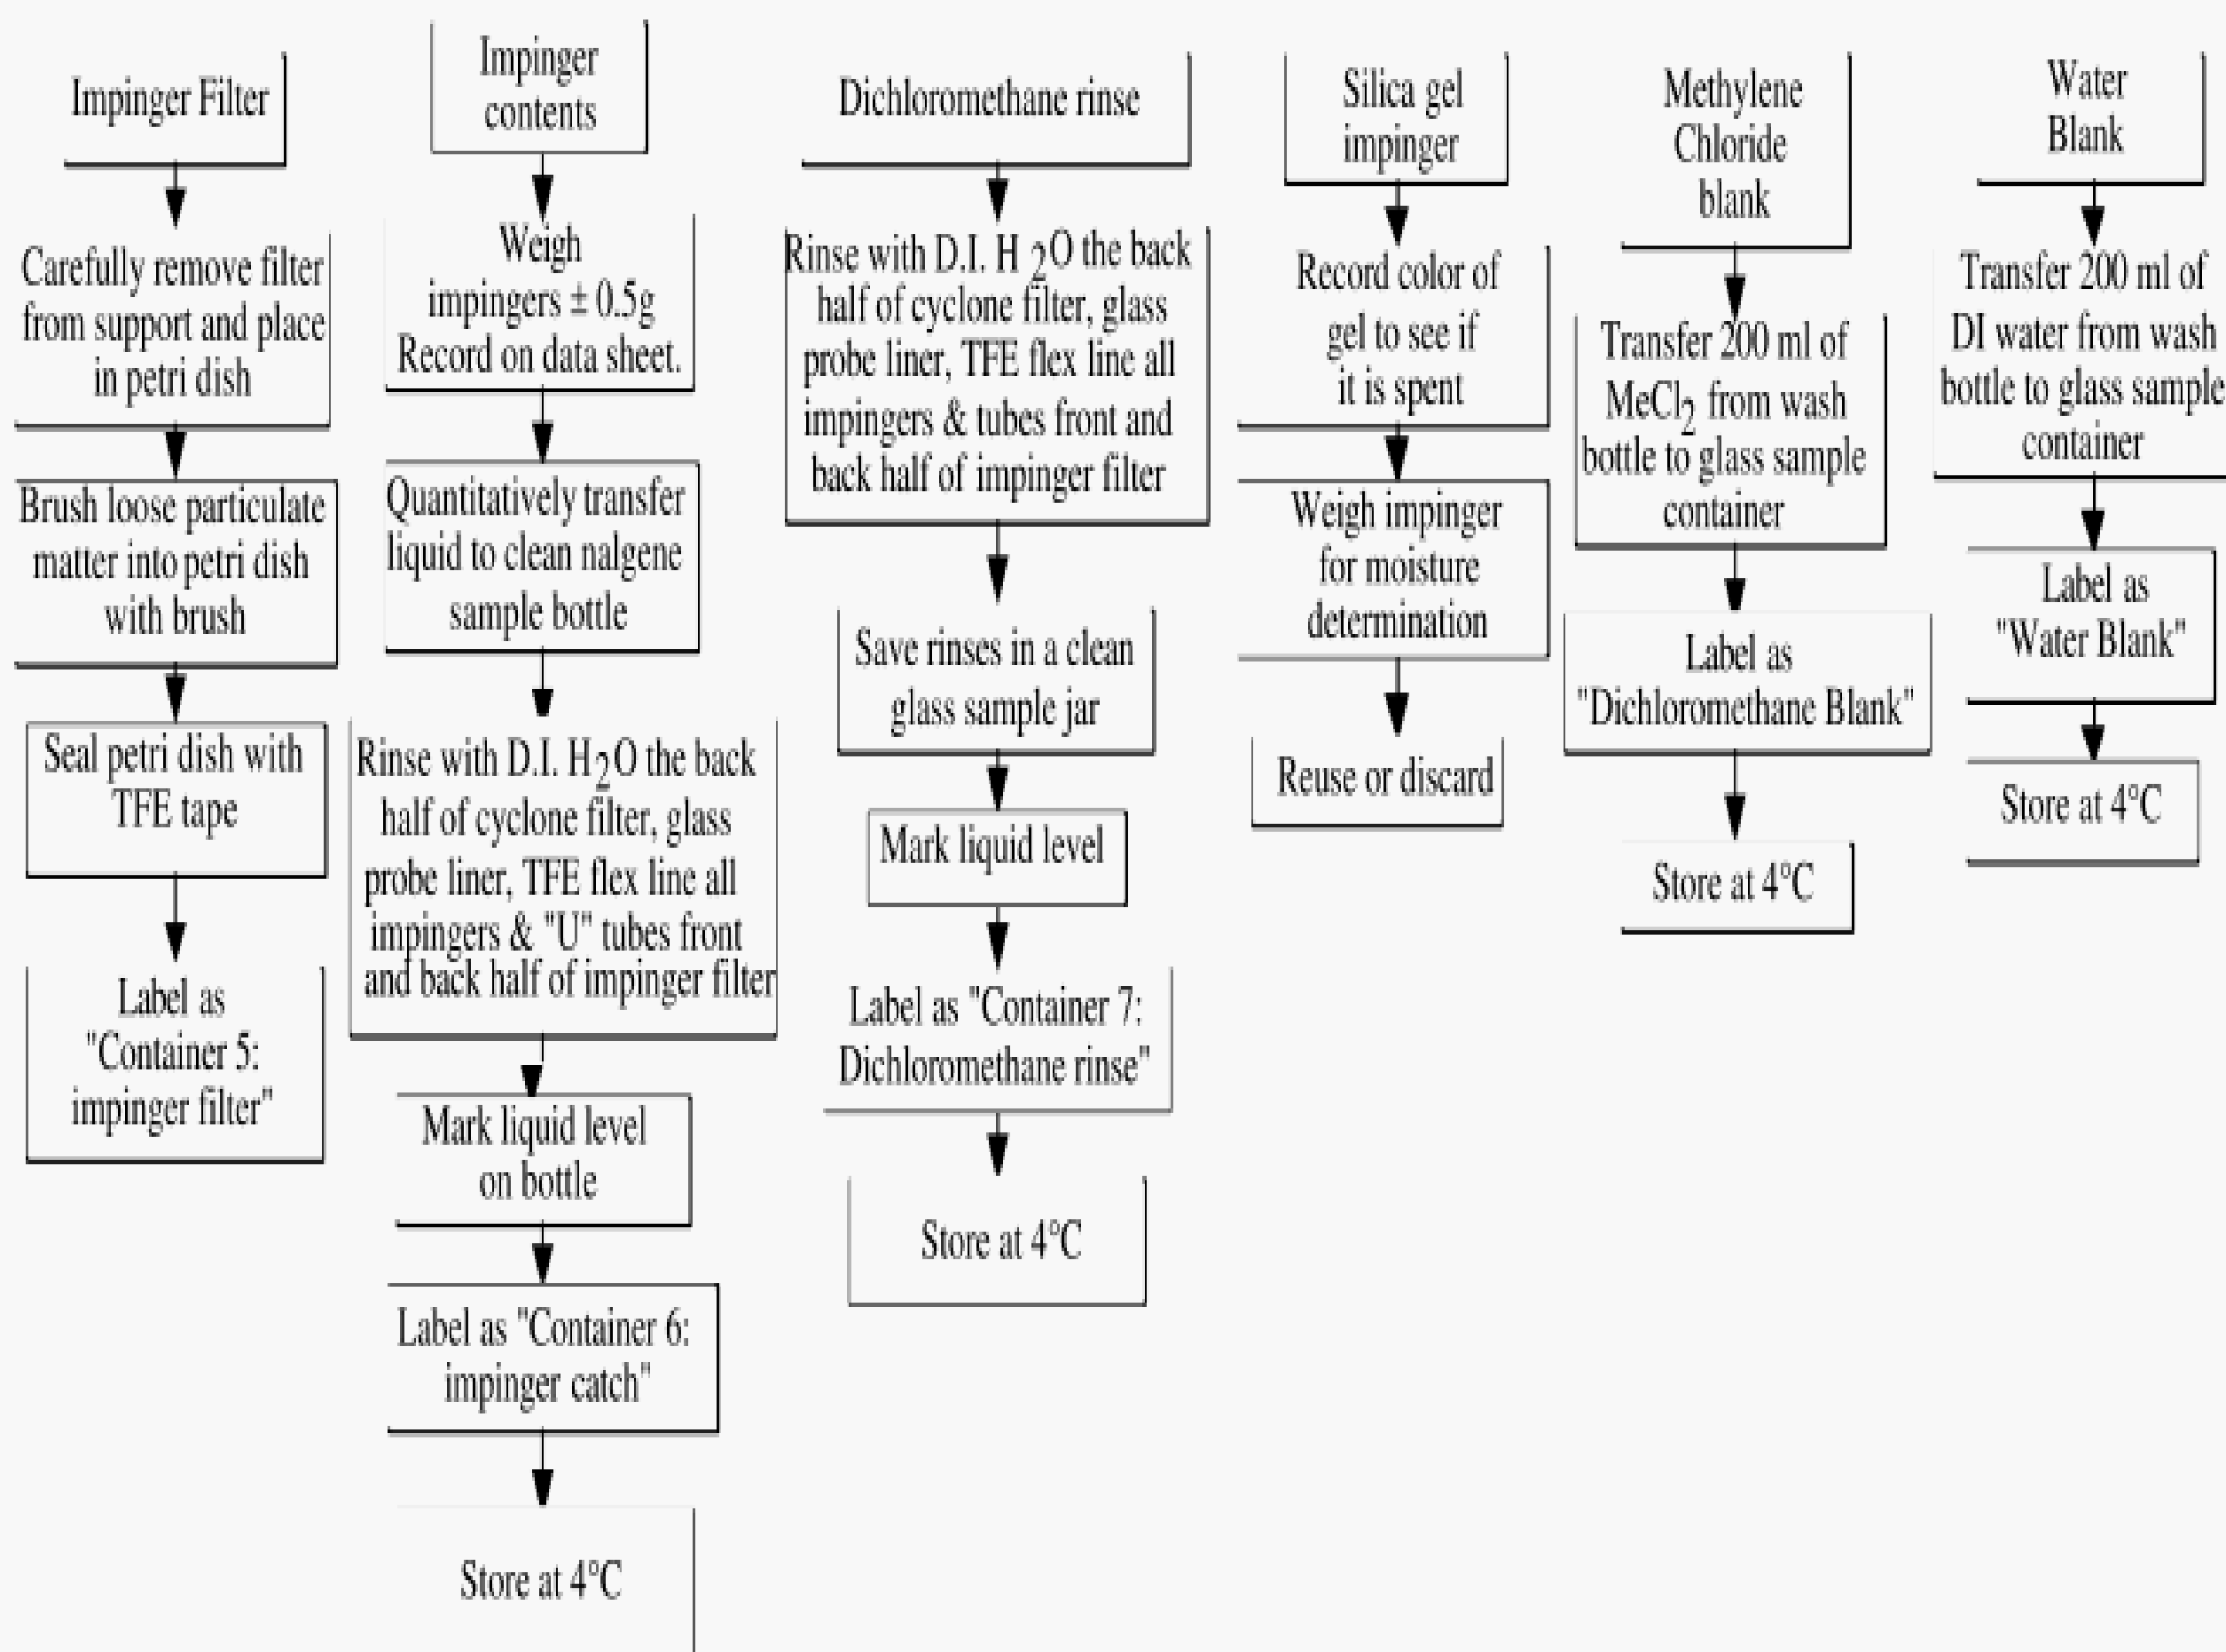 Impinger Filter
Carefully remove filter
from support and place
in petri dish
Brush loose particulate
matter into petri dish
with brush
Seal petri dish with
TFE tape
Label as
"Container 5:
impinger filter"
Impinger
contents
Weigh
impingers ± 0.5g
Record on data sheet.
Quantitatively transfer
liquid to clean nalgene
sample bottle
Rinse with D.I. H2O the back
half of cyclone filter, glass
probe liner, TFE flex line all
impingers & "U" tubes front
and back half of impinger filter
Mark liquid level
on bottle
Label as "Container 6:
impinger catch"
Store at 4°C
Dichloromethane rinse
Rinse with D.I. H2O the back
half of cyclone filter, glass
probe liner, TFE flex line all
impingers & tubes front and
back half of impinger filter
Save rinses in a clean
glass sample jar
Mark liquid level
Label as "Container 7:
Dichloromethane rinse"
Store at 4°C
Silica gel
impinger
Record color of
gel to see if
it is spent
Weigh impinger
for moisture
determination
Reuse or discard
Methylene
Chloride
blank
Transfer 200 ml of
MeCl2 from wash
bottle to glass sample
container
Label as
"Dichloromethane Blank"
Store at 4°C
Water
Blank
Transfer 200 ml of
DI water from wash
bottle to glass sample
container
Label as
"Water Blank"
Store at 4°C